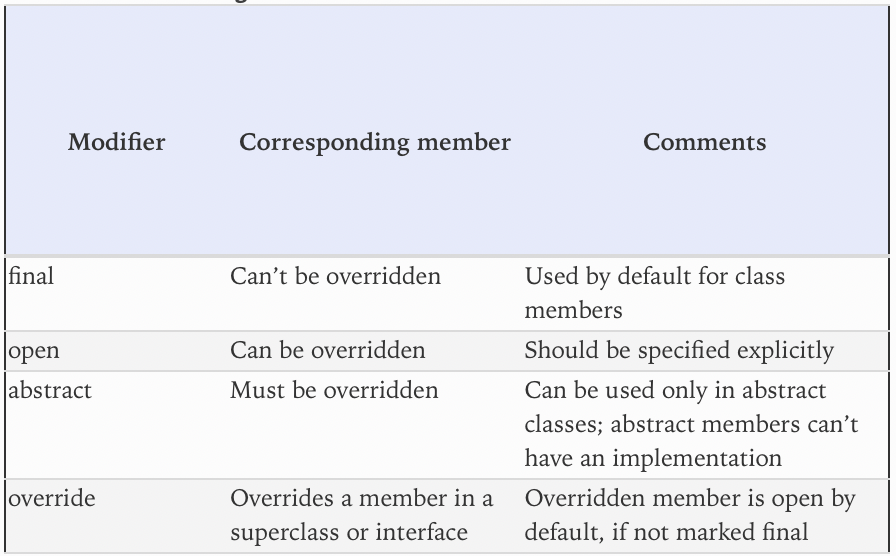 Modifier Corresponding member Comments
final Can’t be overridden Used by default for class
members
open Can be overridden Should be specified explicitly
abstract Must be overridden Can be used only in abstract
classes; abstract members can’t
have an implementation
override Overrides a member in a Overridden member is open by
superclass or interface default, if not marked final